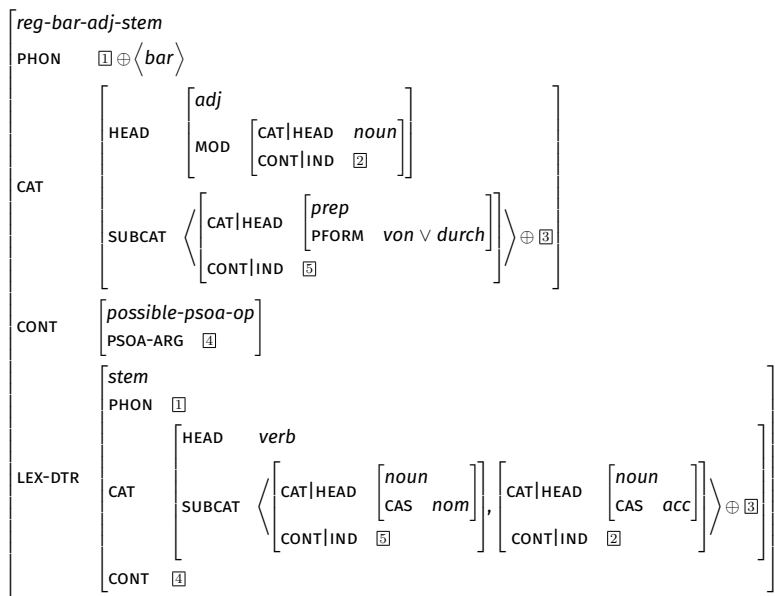 reg-bar-adj-stem
PHON 1 ⊕ ⟨bar⟩
adj
HEAD
MOD CAT|HEAD noun
CONT|IND 2
CAT
prep
SUBCAT ⟨ CAT|HEAD PFORM von ∨ durch ⟩ ⊕ 3
CONT|IND 5
possible-psoa-op
CONT
PSOA-ARG 4
stem
PHON 1
HEAD verb
LEX-DTR
noun noun
CAT SUBCAT ⟨ CAT|HEAD CAS nom , CAT|HEAD CAS acc ⟩ ⊕ 3
CONT|IND 5 CONT|IND 2
CONT 4